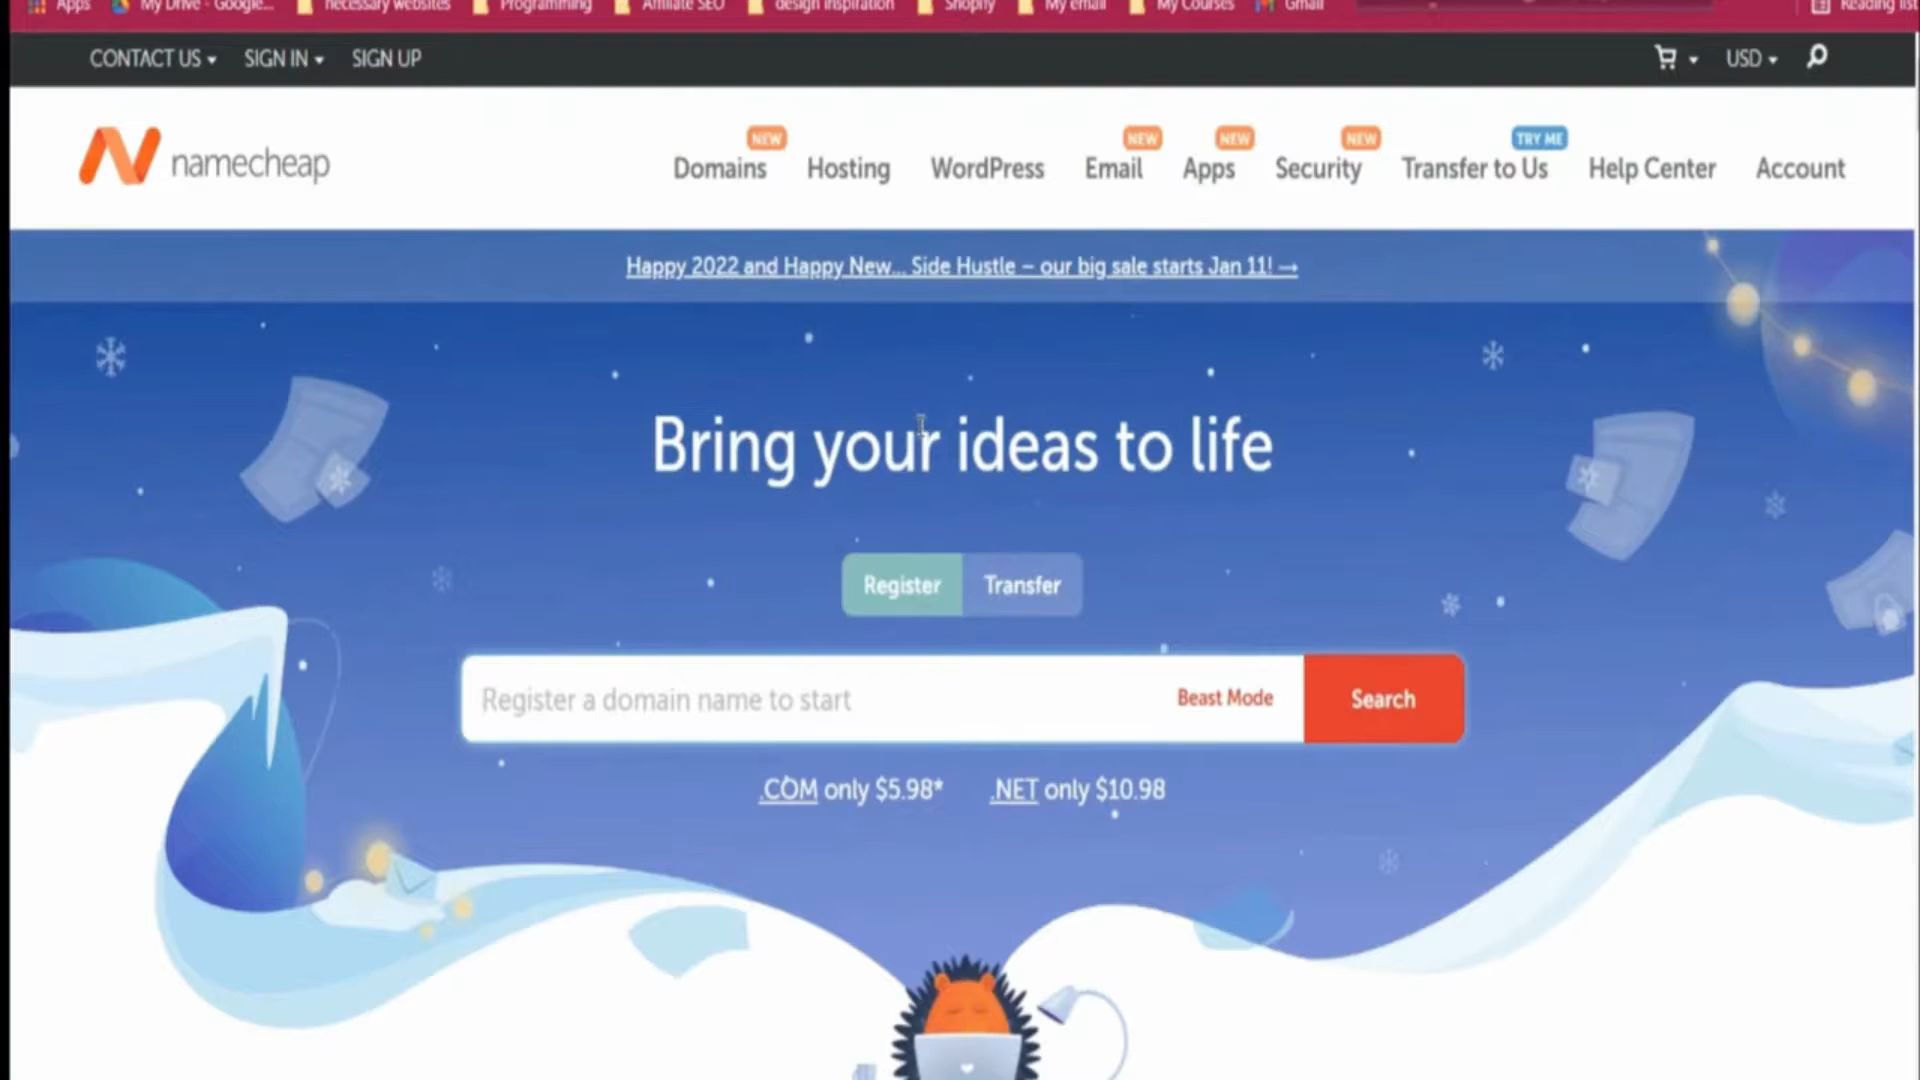 Apps My Drive - Google... necessary websites Programming Affiliate SEO design inspiration Shopify My email My Courses Gmail Reading list
CONTACT US SIGN IN SIGN UP USD
namecheap
NEW NEW NEW NEW TRY ME
Domains Hosting WordPress Email Apps Security Transfer to Us Help Center Account
Happy 2022 and Happy New... Side Hustle – our big sale starts Jan 11! →
Bring your ideas to life
Register Transfer
Register a domain name to start Beast Mode Search
.COM only $5.98* .NET only $10.98